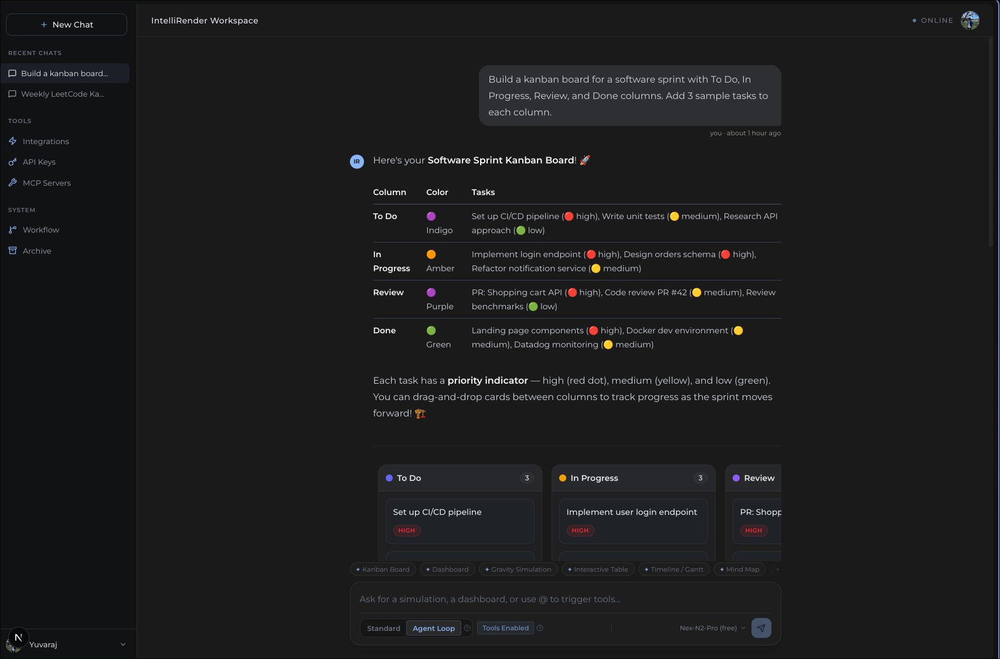 + New Chat
RECENT CHATS
Build a kanban board...
Weekly LeetCode Ka...
TOOLS
Integrations
API Keys
MCP Servers
SYSTEM
Workflow
Archive
N
Yuvaraj
IntelliRender Workspace
ONLINE
Build a kanban board for a software sprint with To Do, In
Progress, Review, and Done columns. Add 3 sample tasks to
each column.
you · about 1 hour ago
IR
Here's your Software Sprint Kanban Board! 🚀
Column Color Tasks
To Do 🟣 Set up CI/CD pipeline (🔴 high), Write unit tests (🟡 medium), Research API
Indigo approach (🟢 low)
In 🟠 Implement login endpoint (🔴 high), Design orders schema (🔴 high),
Progress Amber Refactor notification service (🟡 medium)
Review 🟣 PR: Shopping cart API (🔴 high), Code review PR #42 (🟡 medium), Review
Purple benchmarks (🟢 low)
Done 🟢 Landing page components (🔴 high), Docker dev environment (🟡
Green medium), Datadog monitoring (🟡 medium)
Each task has a priority indicator — high (red dot), medium (yellow), and low (green).
You can drag-and-drop cards between columns to track progress as the sprint moves
forward! 🏗️
To Do 3
Set up CI/CD pipeline
HIGH
In Progress 3
Implement user login endpoint
HIGH
Review
PR: Shopp
HIGH
+ Kanban Board
+ Dashboard
+ Gravity Simulation
+ Interactive Table
+ Timeline / Gantt
+ Mind Map
+
Ask for a simulation, a dashboard, or use @ to trigger tools...
Standard Agent Loop ? Tools Enabled ? Nex-N2-Pro (free)